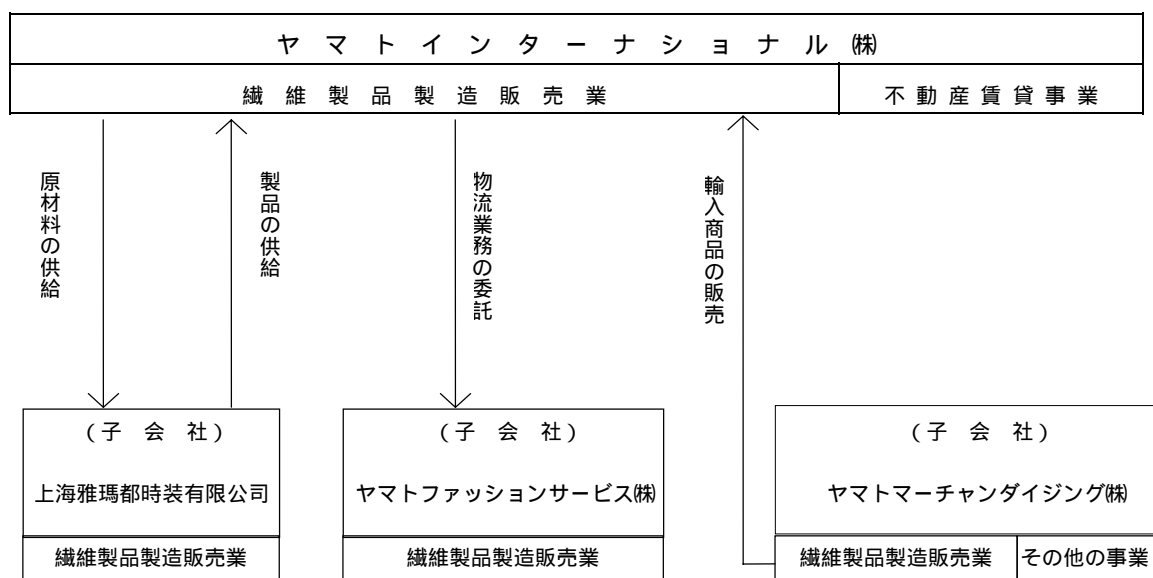 ヤマトインターナショナル㈱
繊維製品製造販売業
不動産賃貸事業
原材料の供給
製品の供給
物流業務の委託
輸入商品の販売
(子会社)
上海雅瑪都時装有限公司
繊維製品製造販売業
(子会社)
ヤマトファッションサービス㈱
繊維製品製造販売業
(子会社)
ヤマトマーチャンダイジング㈱
繊維製品製造販売業
その他の事業